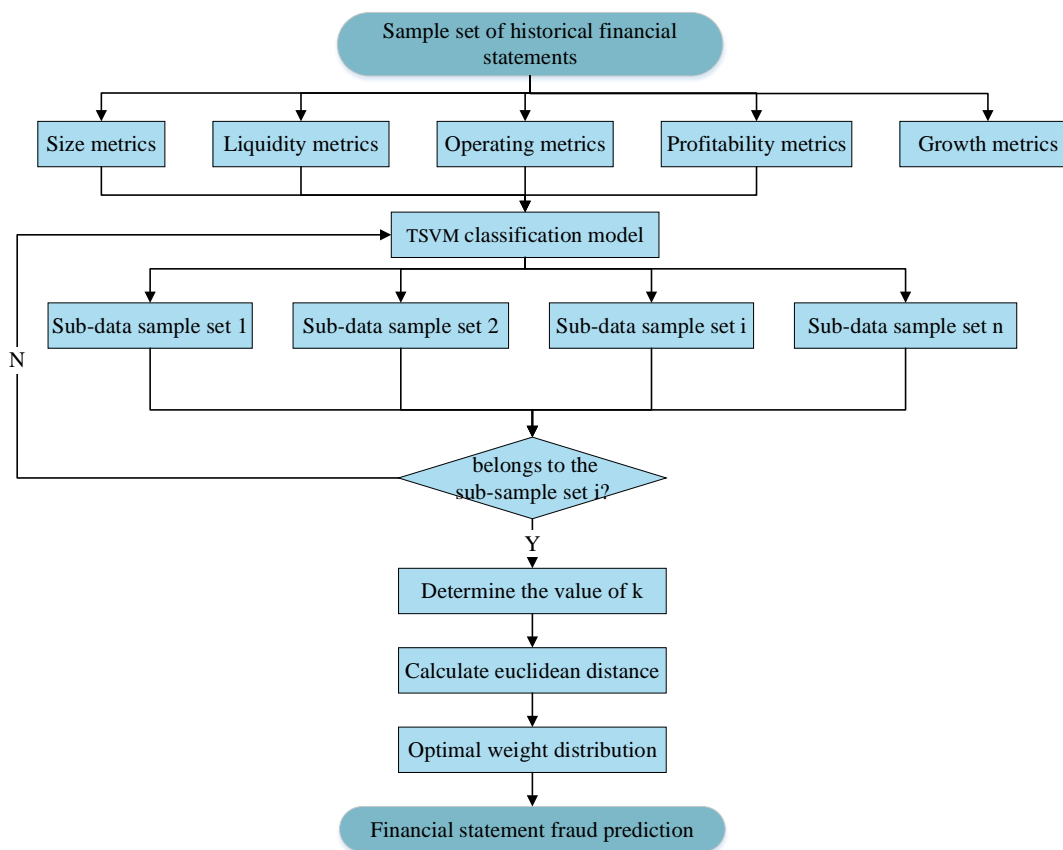 Sample set of historical financial
statements
Size metrics
Liquidity metrics
Operating metrics
Profitability metrics
Growth metrics
TSVM classification model
Sub-data sample set 1
Sub-data sample set 2
Sub-data sample set i
Sub-data sample set n
N
belongs to the
sub-sample set i?
Y
Determine the value of k
Calculate euclidean distance
Optimal weight distribution
Financial statement fraud prediction